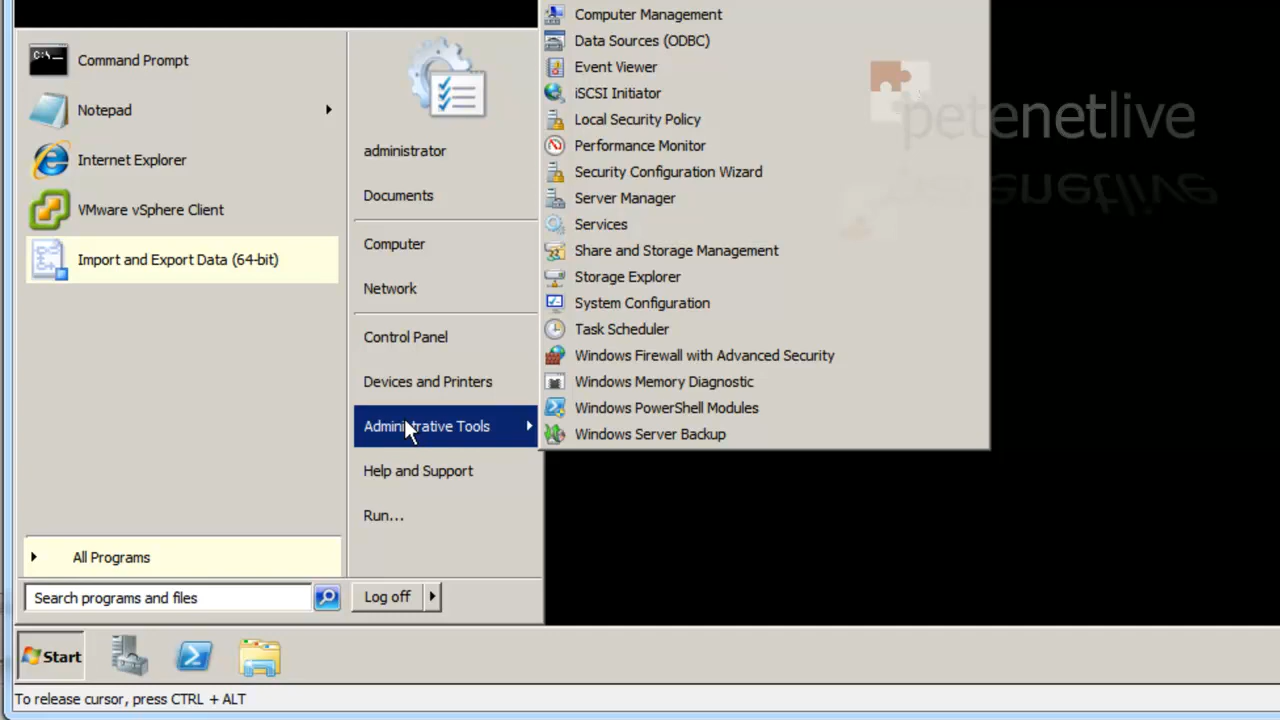 Command Prompt
Notepad
Internet Explorer
VMware vSphere Client
Import and Export Data (64-bit)
All Programs
Search programs and files
administrator
Documents
Computer
Network
Control Panel
Devices and Printers
Administrative Tools
Help and Support
Run...
Log off
Computer Management
Data Sources (ODBC)
Event Viewer
iSCSI Initiator
Local Security Policy
Performance Monitor
Security Configuration Wizard
Server Manager
Services
Share and Storage Management
Storage Explorer
System Configuration
Task Scheduler
Windows Firewall with Advanced Security
Windows Memory Diagnostic
Windows PowerShell Modules
Windows Server Backup
petenetlive
Start
To release cursor, press CTRL + ALT